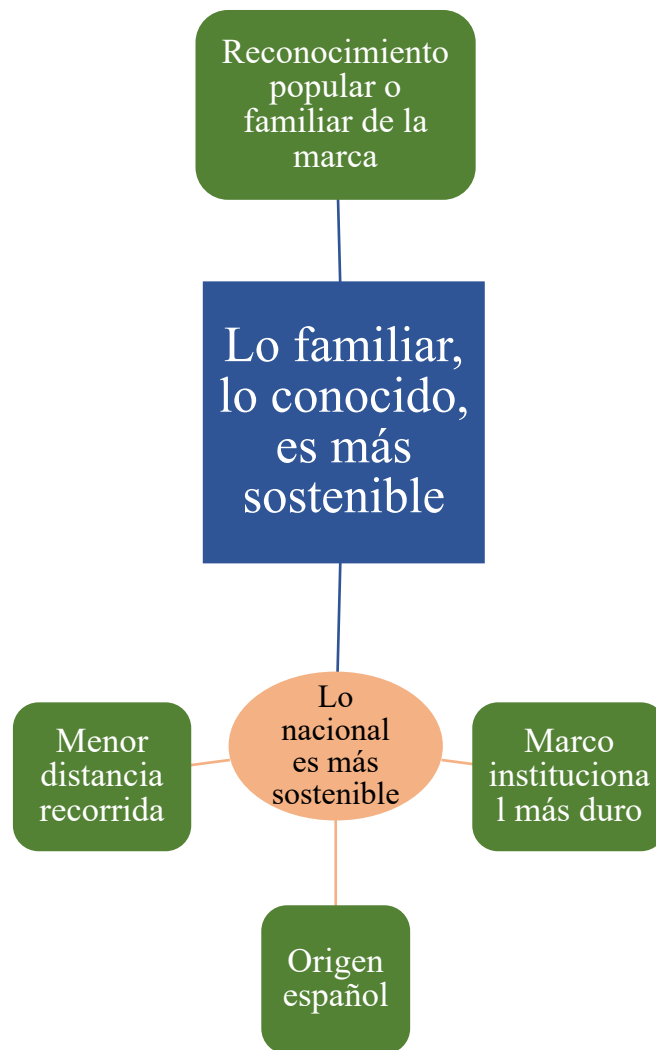 Reconocimiento
popular o
familiar de la
marca
Lo familiar,
lo conocido,
es más
sostenible
Lo
nacional
es más
sostenible
Menor
distancia
recorrida
Marco
instituciona
l más duro
Origen
español